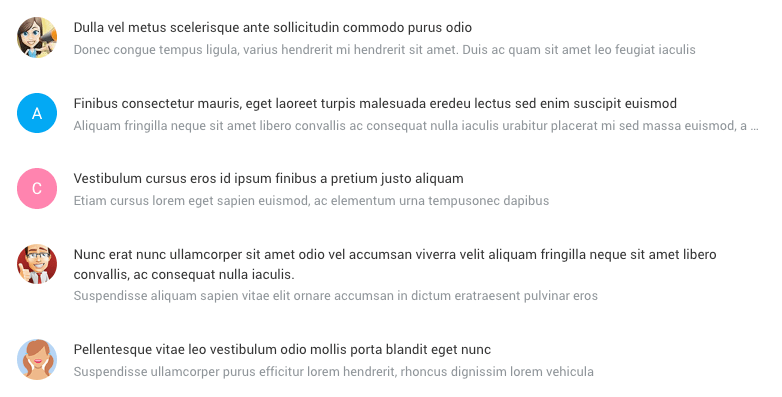 Dulla vel metus scelerisque ante sollicitudin commodo purus odio
Donec congue tempus ligula, varius hendrerit mi hendrerit sit amet. Duis ac quam sit amet leo feugiat iaculis
A
Finibus consectetur mauris, eget laoreet turpis malesuada eredeu lectus sed enim suscipit euismod
Aliquam fringilla neque sit amet libero convallis ac consequat nulla iaculis urabitur placerat mi sed massa euismod, a ...
C
Vestibulum cursus eros id ipsum finibus a pretium justo aliquam
Etiam cursus lorem eget sapien euismod, ac elementum urna tempusonec dapibus
Nunc erat nunc ullamcorper sit amet odio vel accumsan viverra velit aliquam fringilla neque sit amet libero
convallis, ac consequat nulla iaculis.
Suspendisse aliquam sapien vitae elit ornare accumsan in dictum eratraesent pulvinar eros
Pellentesque vitae leo vestibulum odio mollis porta blandit eget nunc
Suspendisse ullamcorper purus efficitur lorem hendrerit, rhoncus dignissim lorem vehicula